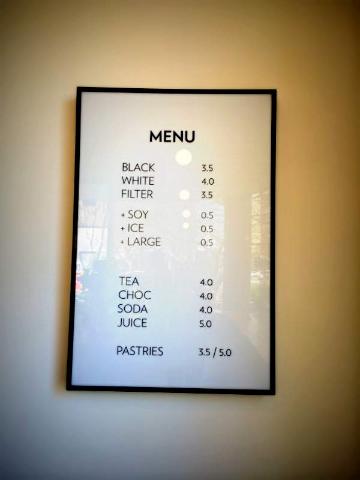 MENU
BLACK 3.5
WHITE 4.0
FILTER 3.5
+ SOY 0.5
+ ICE 0.5
+ LARGE 0.5
TEA 4.0
CHOC 4.0
SODA 4.0
JUICE 5.0
PASTRIES 3.5 / 5.0